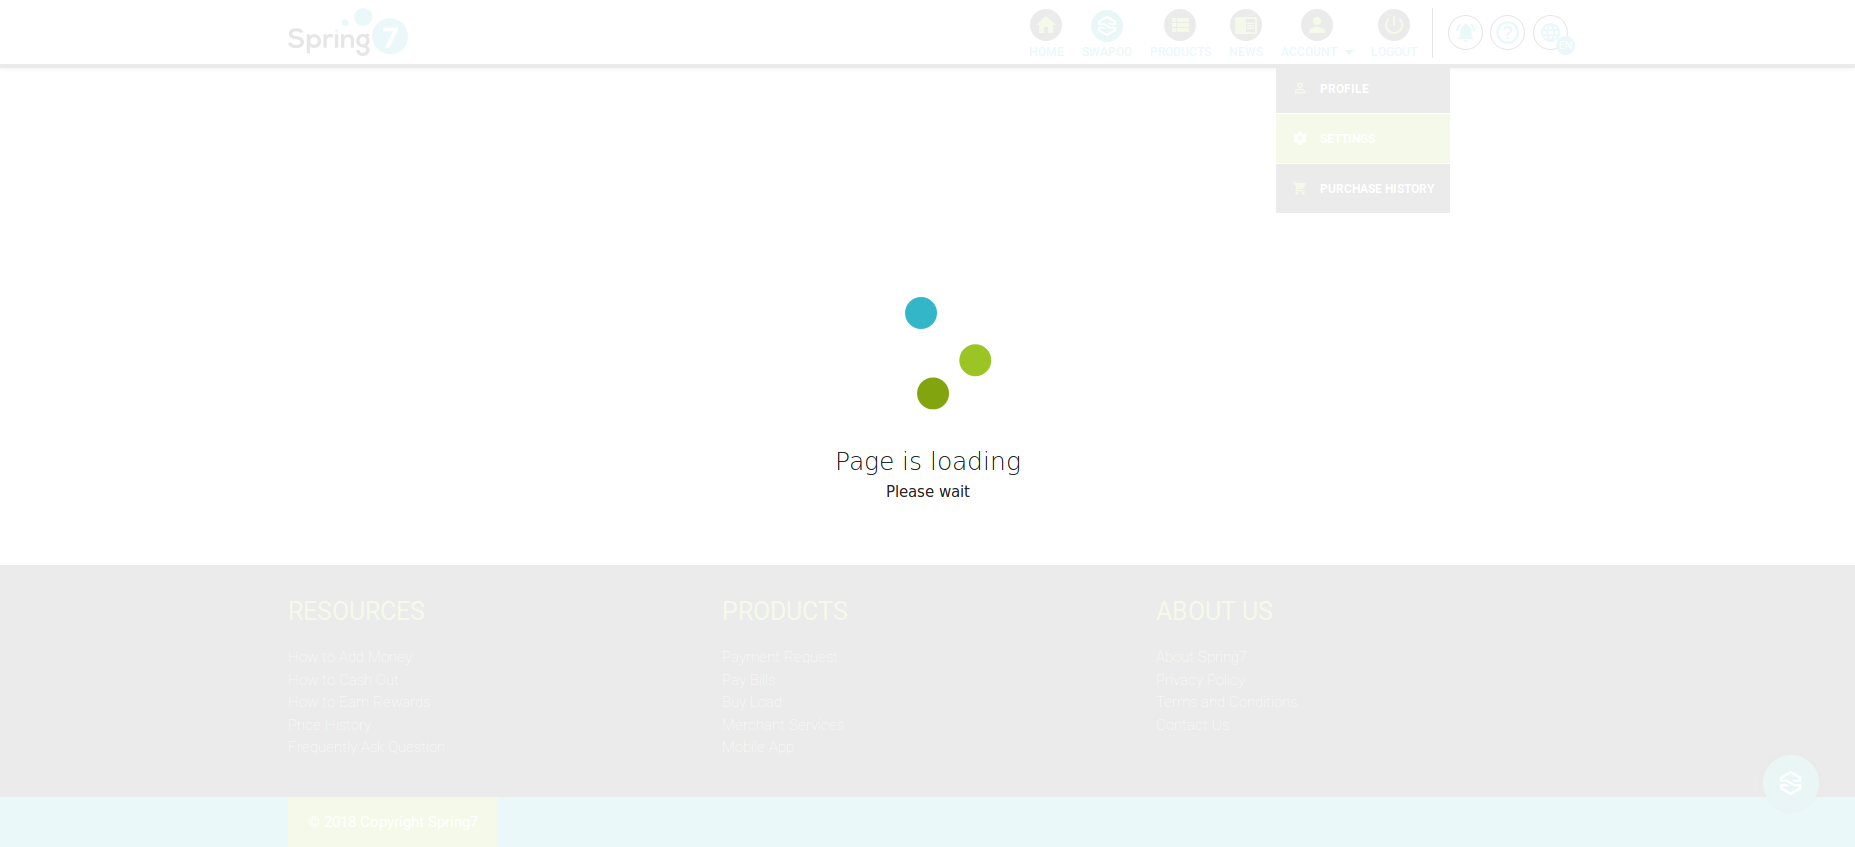 Spring7
HOME
SWAPOO
PRODUCTS
NEWS
ACCOUNT
LOGOUT
EN
PROFILE
SETTINGS
PURCHASE HISTORY
Page is loading
Please wait
RESOURCES
How to Add Money
How to Cash Out
How to Earn Rewards
Price History
Frequently Ask Question
PRODUCTS
Payment Request
Pay Bills
Buy Load
Merchant Services
Mobile App
ABOUT US
About Spring7
Privacy Policy
Terms and Conditions
Contact Us
© 2018 Copyright Spring7